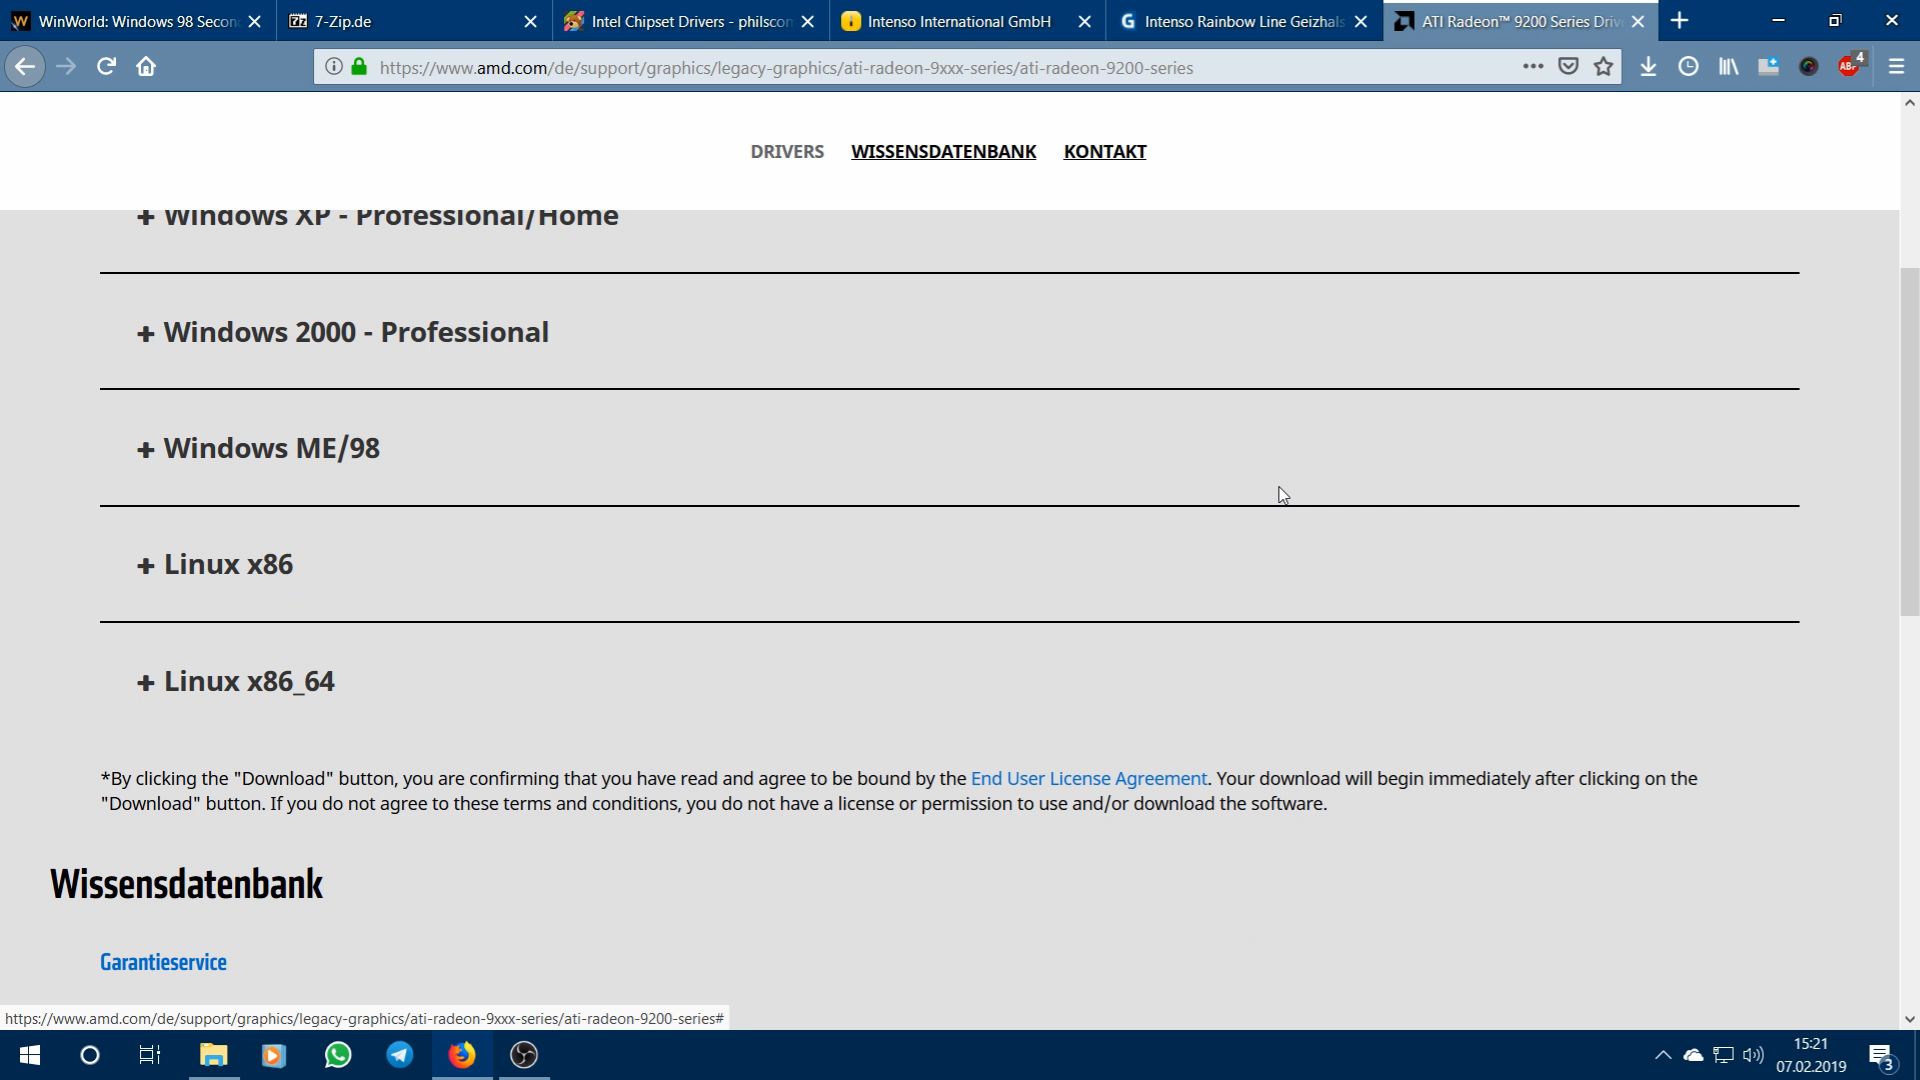 WinWorld: Windows 98 Secon
7-Zip.de
Intel Chipset Drivers - philscom
Intenso International GmbH
Intenso Rainbow Line Geizhals
ATI Radeon™ 9200 Series Driv
https://www.amd.com/de/support/graphics/legacy-graphics/ati-radeon-9xxx-series/ati-radeon-9200-series
ABP
4
DRIVERS WISSENSDATENBANK KONTAKT
+ Windows XP - Professional/Home
+ Windows 2000 - Professional
+ Windows ME/98
+ Linux x86
+ Linux x86_64
*By clicking the "Download" button, you are confirming that you have read and agree to be bound by the End User License Agreement. Your download will begin immediately after clicking on the
"Download" button. If you do not agree to these terms and conditions, you do not have a license or permission to use and/or download the software.
Wissensdatenbank
Garantieservice
https://www.amd.com/de/support/graphics/legacy-graphics/ati-radeon-9xxx-series/ati-radeon-9200-series#
15:21
07.02.2019
3